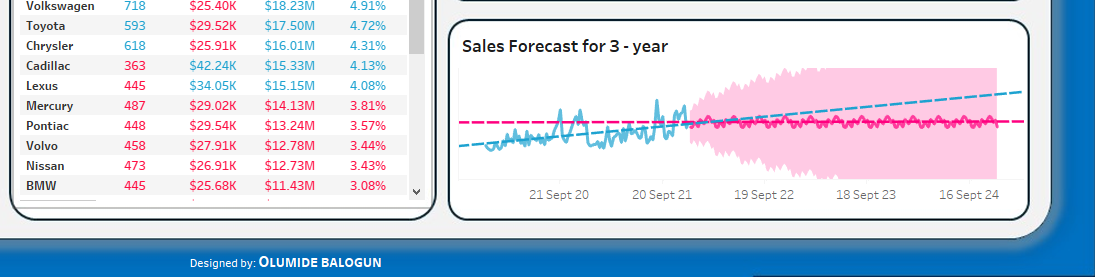 Volkswagen 718 $25.40K $18.23M 4.91%
Toyota 593 $29.52K $17.50M 4.72%
Chrysler 618 $25.91K $16.01M 4.31%
Cadillac 363 $42.24K $15.33M 4.13%
Lexus 445 $34.05K $15.15M 4.08%
Mercury 487 $29.02K $14.13M 3.81%
Pontiac 448 $29.54K $13.24M 3.57%
Volvo 458 $27.91K $12.78M 3.44%
Nissan 473 $26.91K $12.73M 3.43%
BMW 445 $25.68K $11.43M 3.08%
Sales Forecast for 3 - year
21 Sept 20 20 Sept 21 19 Sept 22 18 Sept 23 16 Sept 24
Designed by: OLUMIDE BALOGUN